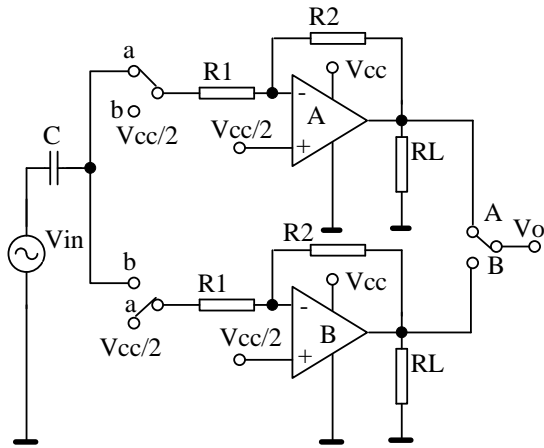 R2
a
R1
Vcc
-
A
b
Vcc/2
Vcc/2
+
C
RL
A
Vo
Vin
B
R2
b
R1
Vcc
a
-
B
Vcc/2
Vcc/2
+
RL